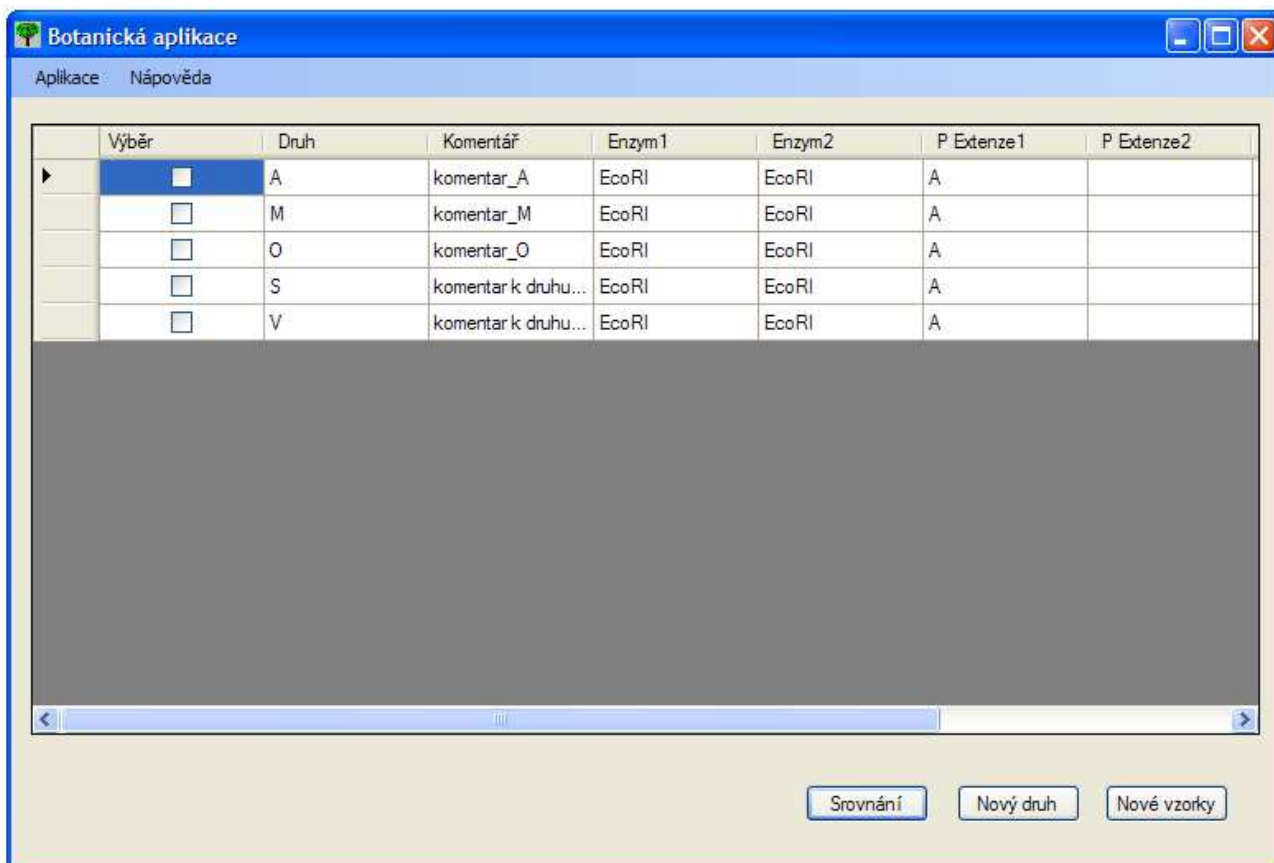 Botanická aplikace
Aplikace Nápověda
Výběr Druh Komentář Enzym1 Enzym2 P Extenze1 P Extenze2
A komentar_A EcoRI EcoRI A
M komentar_M EcoRI EcoRI A
O komentar_O EcoRI EcoRI A
S komentar k druhu... EcoRI EcoRI A
V komentar k druhu... EcoRI EcoRI A
Srovnání Nový druh Nové vzorky